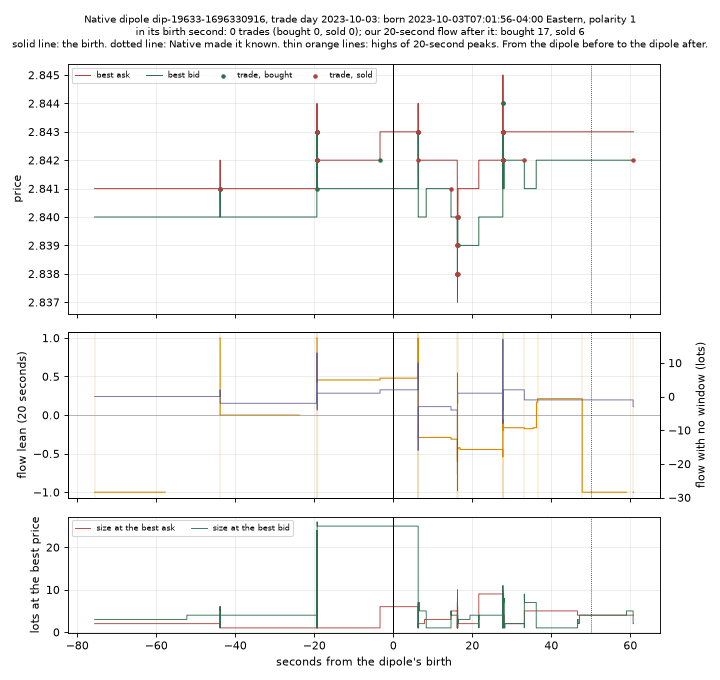 Native dipole dip-19633-1696330916, trade day 2023-10-03: born 2023-10-03T07:01:56-04:00 Eastern, polarity 1
in its birth second: 0 trades (bought 0, sold 0); our 20-second flow after it: bought 17, sold 6
solid line: the birth. dotted line: Native made it known. thin orange lines: highs of 20-second peaks. From the dipole before to the dipole after.
best ask
best bid
trade, bought
trade, sold
2.845
2.844
2.843
2.842
2.841
2.840
2.839
2.838
2.837
price
1.0
0.5
0.0
−0.5
−1.0
flow lean (20 seconds)
10
0
−10
−20
−30
flow with no window (lots)
size at the best ask
size at the best bid
20
10
0
lots at the best price
−80
−60
−40
−20
0
20
40
60
seconds from the dipole's birth